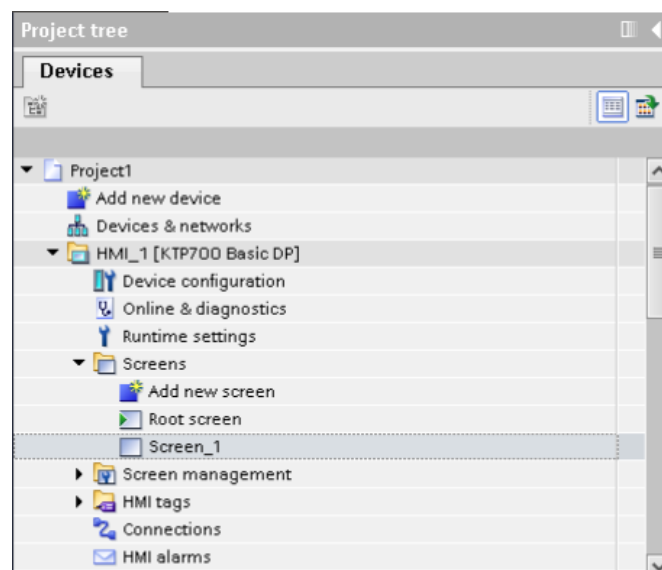 Project tree
Devices
Project1
Add new device
Devices & networks
HMI_1 [KTP700 Basic DP]
Device configuration
Online & diagnostics
Runtime settings
Screens
Add new screen
Root screen
Screen_1
Screen management
HMI tags
Connections
HMI alarms